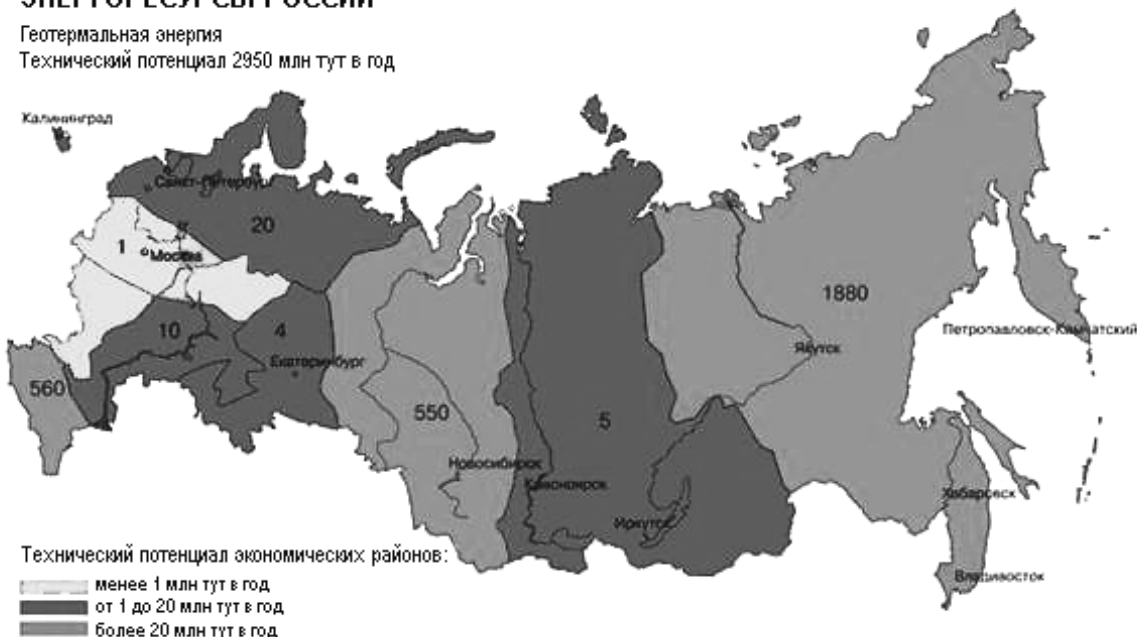 ЭНЕРГОРЕСУРСЫ РОССИИ
Геотермальная энергия
Технический потенциал 2950 млн тут в год
Калининград
Санкт-Петербург
20
1
Москва
1880
Петропавловск-Камчатский
10
4
Якутск
Екатеринбург
560
550
5
Новосибирск
Красноярск
Хабаровск
Иркутск
Технический потенциал экономических районов:
Владивосток
менее 1 млн тут в год
от 1 до 20 млн тут в год
более 20 млн тут в год